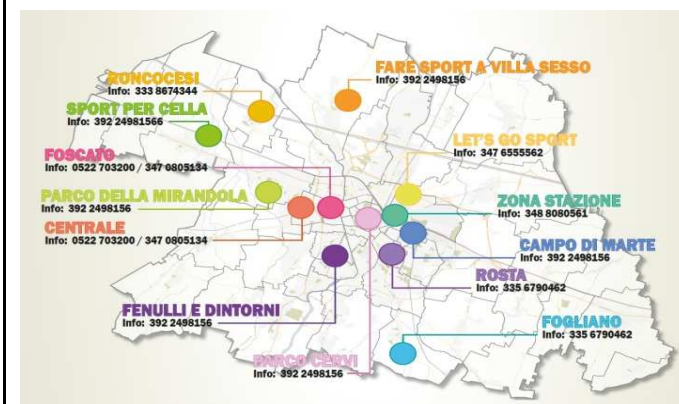 RONCOCESI
Info: 333 8674344
FARE SPORT A VILLA SESSO
Info: 392 2498156
SPORT PER CELLA
Info: 392 24981566
LET'S GO SPORT
Info: 347 6555562
FOSCATO
Info: 0522 703200 / 347 0805134
PARCO DELLA MIRANDOLA
Info: 392 2498156
ZONA STAZIONE
Info: 348 8080561
CENTRALE
Info: 0522 703200 / 347 0805134
CAMPO DI MARTE
Info: 392 2498156
ROSTA
Info: 335 6790462
FENULLI E DINTORNI
Info: 392 2498156
FOGLIANO
Info: 335 6790462
PARCO CERVI
Info: 392 2498156